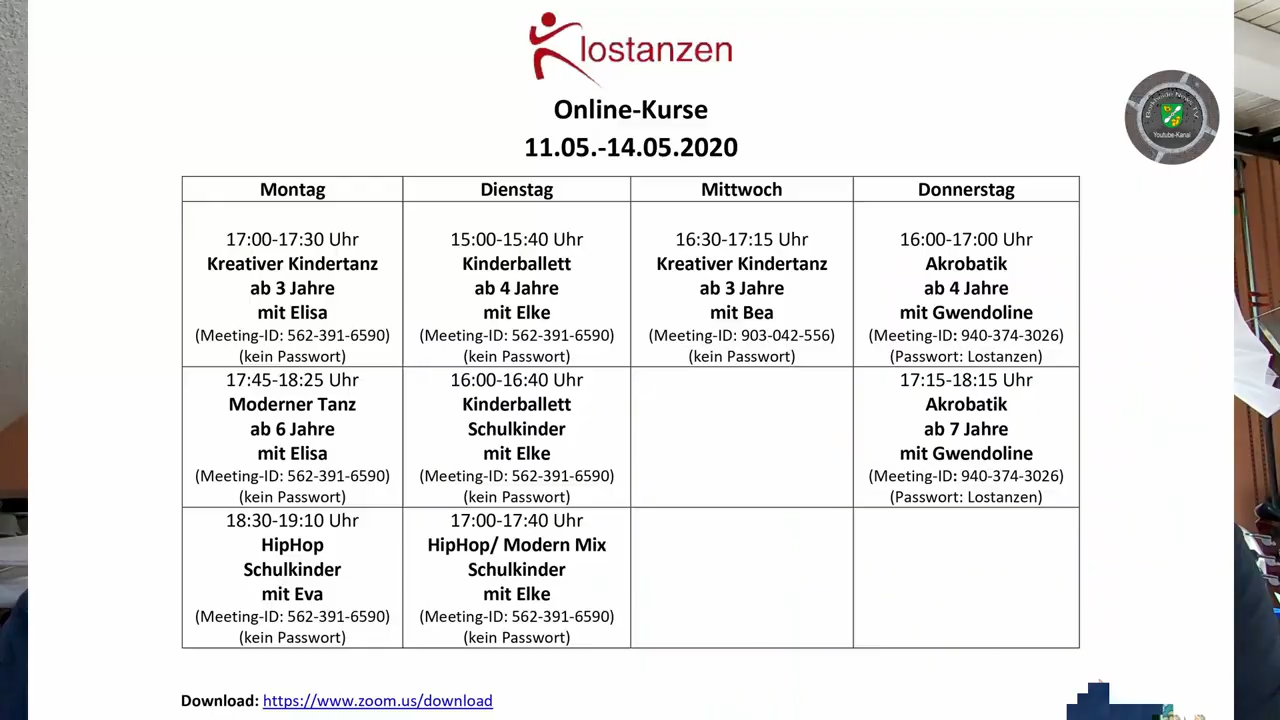 Klostanzen
Online-Kurse
11.05.-14.05.2020
Youtube-Kanal
Montag
Dienstag
Mittwoch
Donnerstag
17:00-17:30 Uhr
Kreativer Kindertanz
ab 3 Jahre
mit Elisa
(Meeting-ID: 562-391-6590)
(kein Passwort)
15:00-15:40 Uhr
Kinderballett
ab 4 Jahre
mit Elke
(Meeting-ID: 562-391-6590)
(kein Passwort)
16:30-17:15 Uhr
Kreativer Kindertanz
ab 3 Jahre
mit Bea
(Meeting-ID: 903-042-556)
(kein Passwort)
16:00-17:00 Uhr
Akrobatik
ab 4 Jahre
mit Gwendoline
(Meeting-ID: 940-374-3026)
(Passwort: Lostanzen)
17:45-18:25 Uhr
Moderner Tanz
ab 6 Jahre
mit Elisa
(Meeting-ID: 562-391-6590)
(kein Passwort)
16:00-16:40 Uhr
Kinderballett
Schulkinder
mit Elke
(Meeting-ID: 562-391-6590)
(kein Passwort)
17:15-18:15 Uhr
Akrobatik
ab 7 Jahre
mit Gwendoline
(Meeting-ID: 940-374-3026)
(Passwort: Lostanzen)
18:30-19:10 Uhr
HipHop
Schulkinder
mit Eva
(Meeting-ID: 562-391-6590)
(kein Passwort)
17:00-17:40 Uhr
HipHop/ Modern Mix
Schulkinder
mit Elke
(Meeting-ID: 562-391-6590)
(kein Passwort)
Download: https://www.zoom.us/download